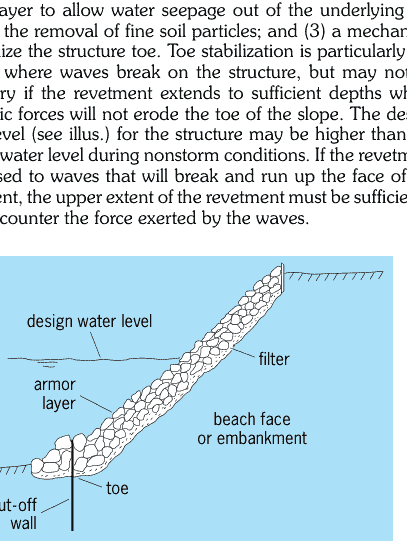 ayer to allow water seepage out of the underlying
the removal of fine soil particles; and (3) a mechan
ize the structure toe. Toe stabilization is particularly
where waves break on the structure, but may not
ry if the revetment extends to sufficient depths wh
ic forces will not erode the toe of the slope. The des
evel (see illus.) for the structure may be higher than
water level during nonstorm conditions. If the revetm
sed to waves that will break and run up the face of
ent, the upper extent of the revetment must be sufficie
counter the force exerted by the waves.
design water level
filter
armor
layer
beach face
or embankment
toe
ut-off
wall